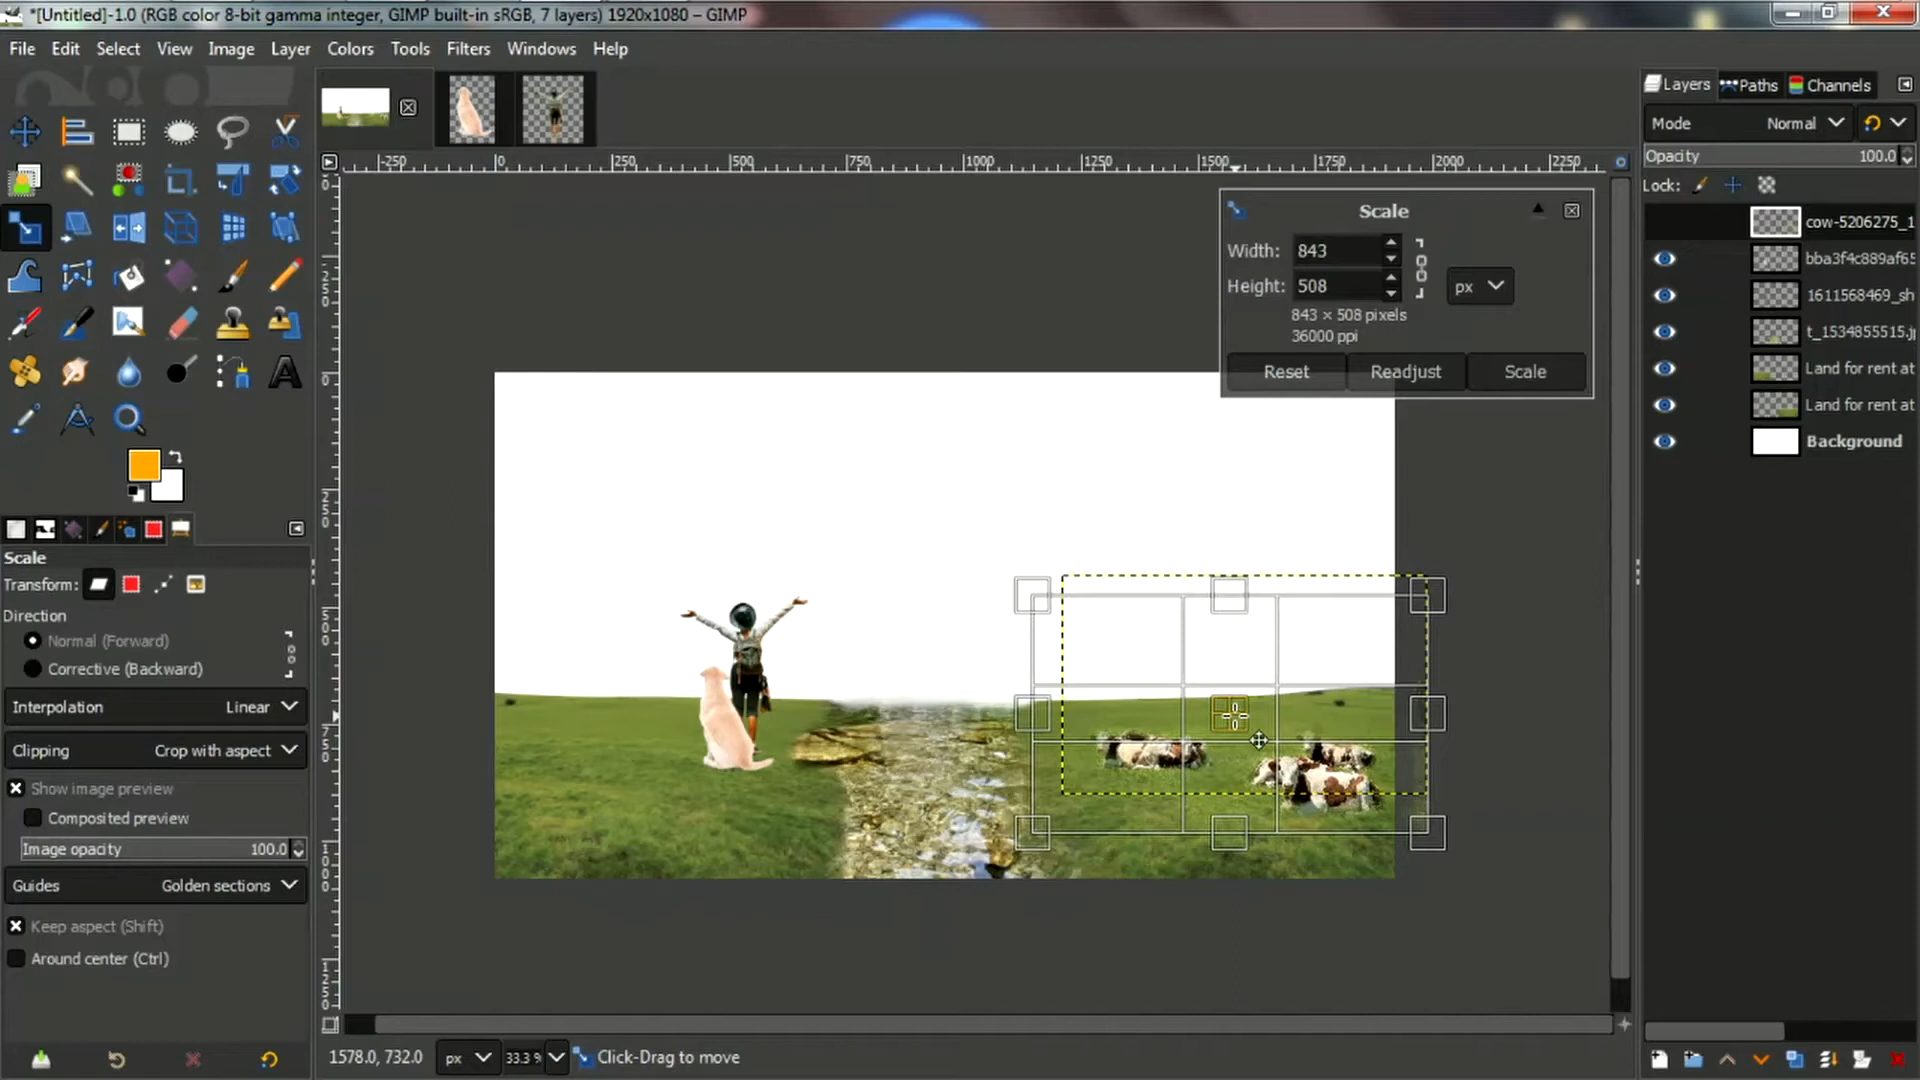 *[Untitled]-1.0 (RGB color 8-bit gamma integer, GIMP built-in sRGB, 7 layers) 1920x1080 – GIMP
File Edit Select View Image Layer Colors Tools Filters Windows Help
Layers Paths Channels
Mode Normal
Opacity 100.0
Lock:
-250 0 250 500 750 1000 1250 1500 1750 2000 2250
Scale
Width: 843
Height: 508 px
843 × 508 pixels
36000 ppi
Reset Readjust Scale
cow-5206275_1
bba3f4c889af65
1611568469_sh
t_1534855515.jp
Land for rent at
Land for rent at
Background
Scale
Transform:
Direction
Normal (Forward)
Corrective (Backward)
Interpolation Linear
Clipping Crop with aspect
Show image preview
Composited preview
Image opacity 100.0
Guides Golden sections
Keep aspect (Shift)
Around center (Ctrl)
1578.0, 732.0 px 33.3 % Click-Drag to move